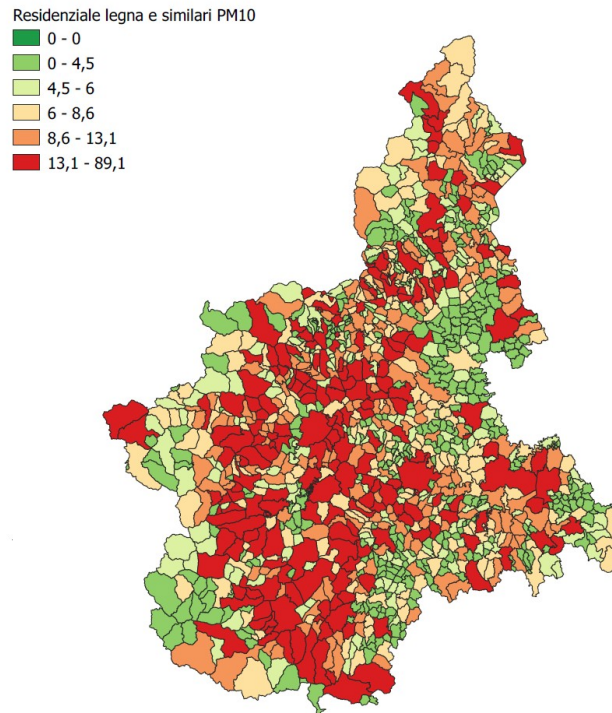 Residenziale legna e similari PM10
0 - 0
0 - 4,5
4,5 - 6
6 - 8,6
8,6 - 13,1
13,1 - 89,1